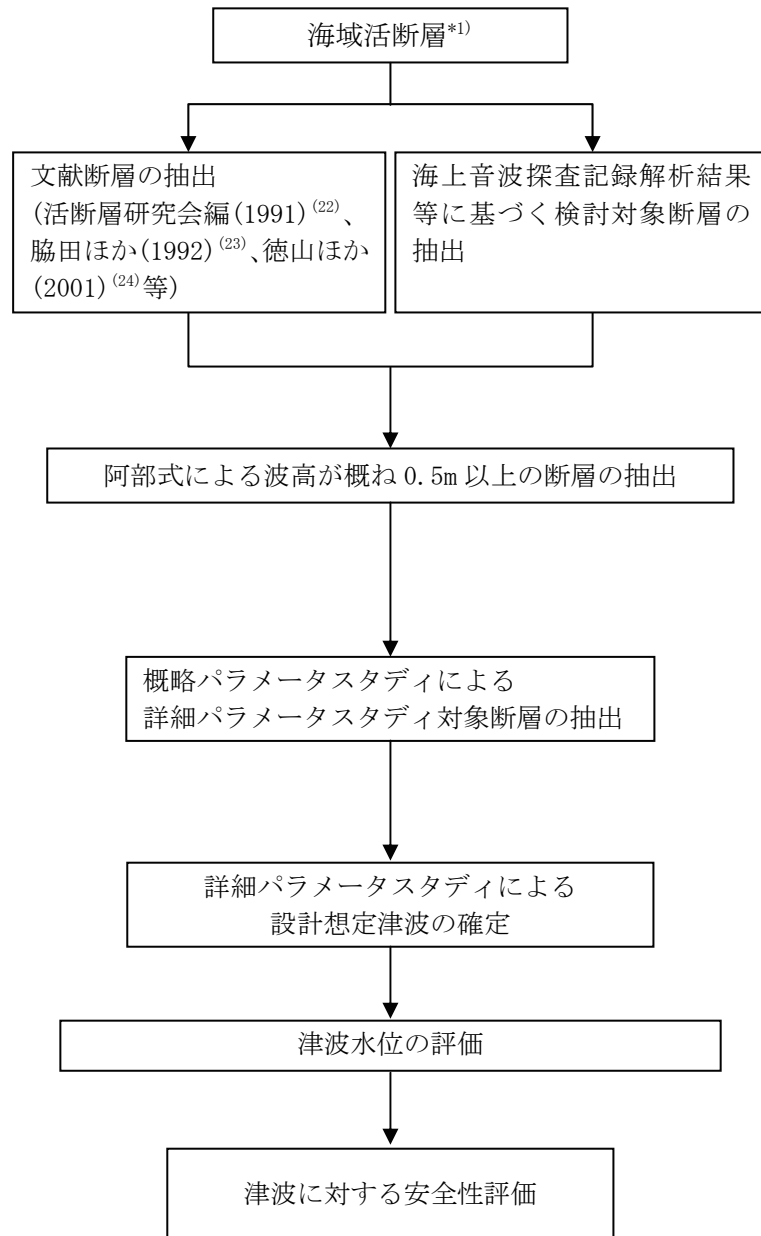 海域活断層*1)
文献断層の抽出
(活断層研究会編(1991)(22)、
脇田ほか(1992)(23)、徳山ほか
(2001)(24)等)
海上音波探査記録解析結果
等に基づく検討対象断層の
抽出
阿部式による波高が概ね 0.5m 以上の断層の抽出
概略パラメータスタディによる
詳細パラメータスタディ対象断層の抽出
詳細パラメータスタディによる
設計想定津波の確定
津波水位の評価
津波に対する安全性評価